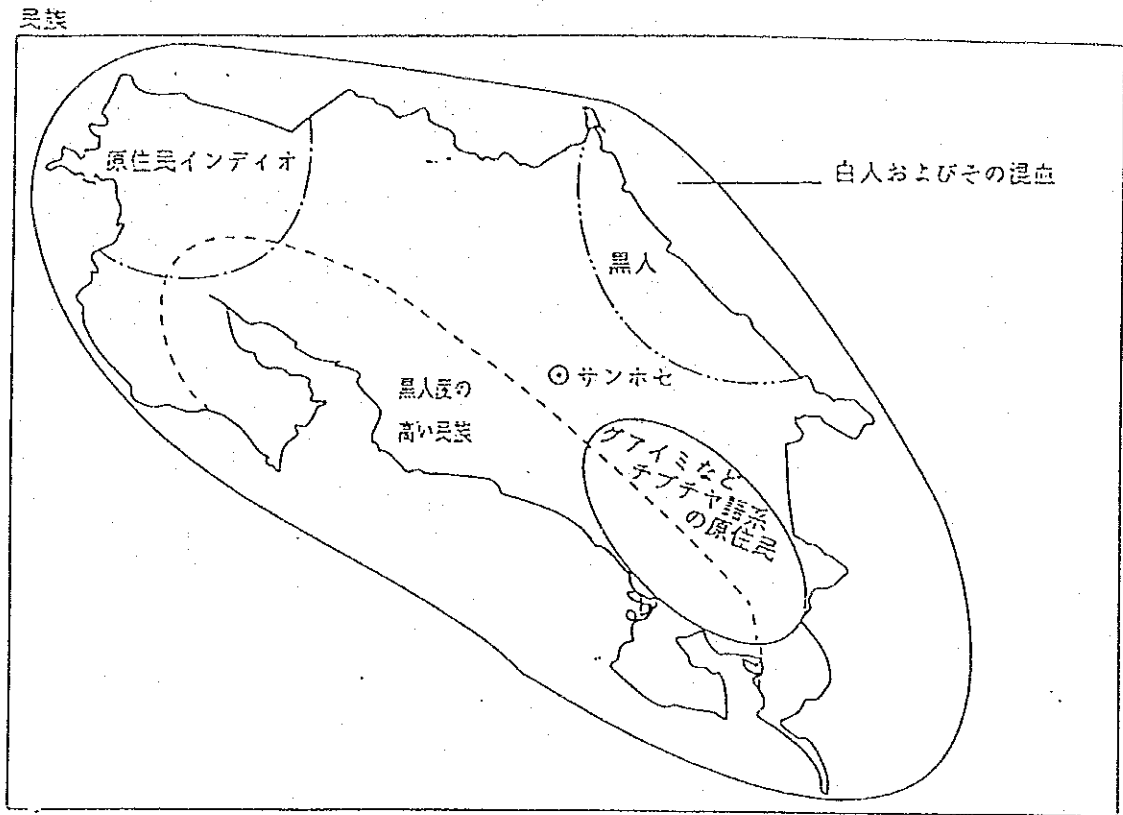 民族
原住民インディオ
白人およびその混血
黒人
サンホセ
黒人度の
高い民族
グアイミなど
チブチャ語系
の原住民